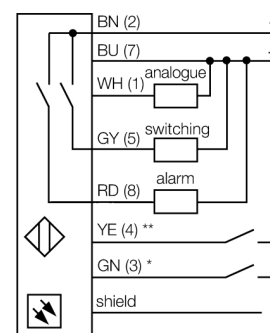 BN (2)
BU (7)
WH (1)
analogue
GY (5)
switching
RD (8)
alarm
YE (4) **
GN (3) *
shield